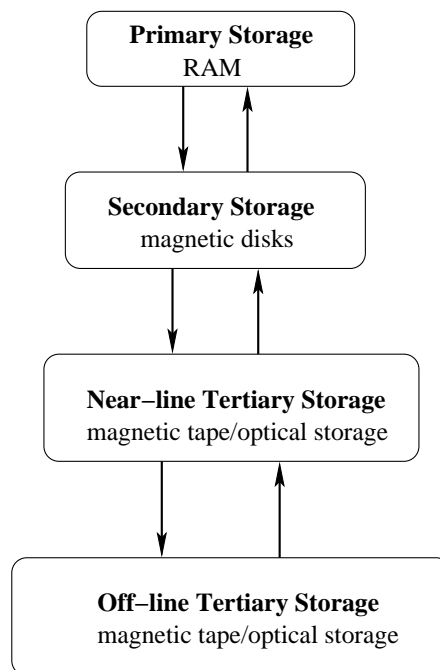 Primary Storage
RAM
Secondary Storage
magnetic disks
Near−line Tertiary Storage
magnetic tape/optical storage
Off−line Tertiary Storage
magnetic tape/optical storage